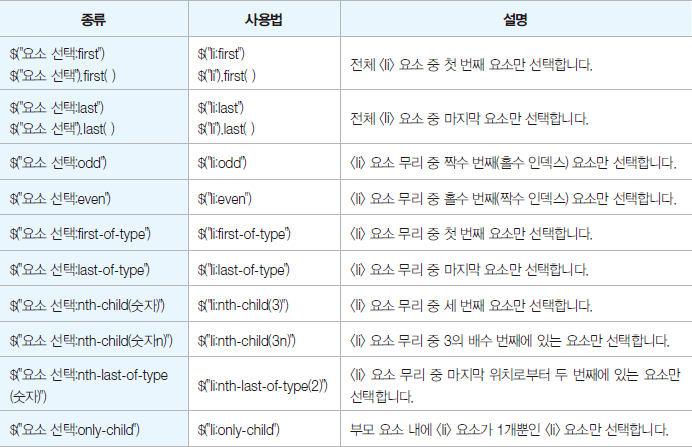 종류 사용법 설명
$("요소 선택:first") $("li:first") 전체 <li> 요소 중 첫 번째 요소만 선택합니다.
$("요소 선택").first( ) $("li").first( )
$("요소 선택:last") $("li:last") 전체 <li> 요소 중 마지막 요소만 선택합니다.
$("요소 선택").last( ) $("li").last( )
$("요소 선택:odd") $("li:odd") <li> 요소 무리 중 짝수 번째(홀수 인덱스) 요소만 선택합니다.
$("요소 선택:even") $("li:even") <li> 요소 무리 중 홀수 번째(짝수 인덱스) 요소만 선택합니다.
$("요소 선택:first-of-type") $("li:first-of-type") <li> 요소 무리 중 첫 번째 요소만 선택합니다.
$("요소 선택:last-of-type") $("li:last-of-type") <li> 요소 무리 중 마지막 요소만 선택합니다.
$("요소 선택:nth-child(숫자)") $("li:nth-child(3)") <li> 요소 무리 중 세 번째 요소만 선택합니다.
$("요소 선택:nth-child(숫자n)") $("li:nth-child(3n)") <li> 요소 무리 중 3의 배수 번째에 있는 요소만 선택합니다.
$("요소 선택:nth-last-of-type
(숫자)")
$("li:nth-last-of-type(2)")
<li> 요소 무리 중 마지막 위치로부터 두 번째에 있는 요소만
선택합니다.
$("요소 선택:only-child") $("li:only-child") 부모 요소 내에 <li> 요소가 1개뿐인 <li> 요소만 선택합니다.